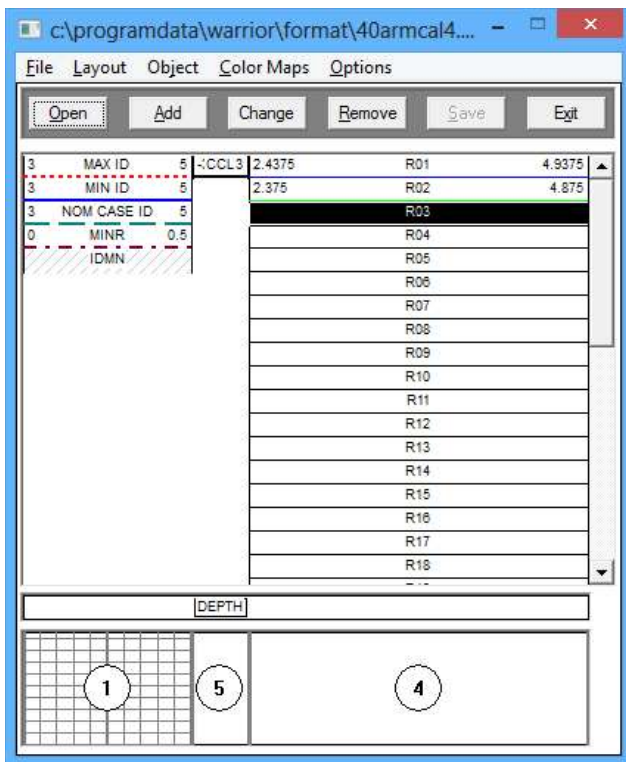 c:\programdata\warrior\format\40armcal4....
File Layout Object Color Maps Options
Open Add Change Remove Save Exit
3 MAX ID 5 -:CCL3 2.4375 R01 4.9375
3 MIN ID 5 2.375 R02 4.875
3 NOM CASE ID 5 R03
0 MINR 0.5 R04
IDMN R05
R06
R07
R08
R09
R10
R11
R12
R13
R14
R15
R16
R17
R18
DEPTH
1 5 4